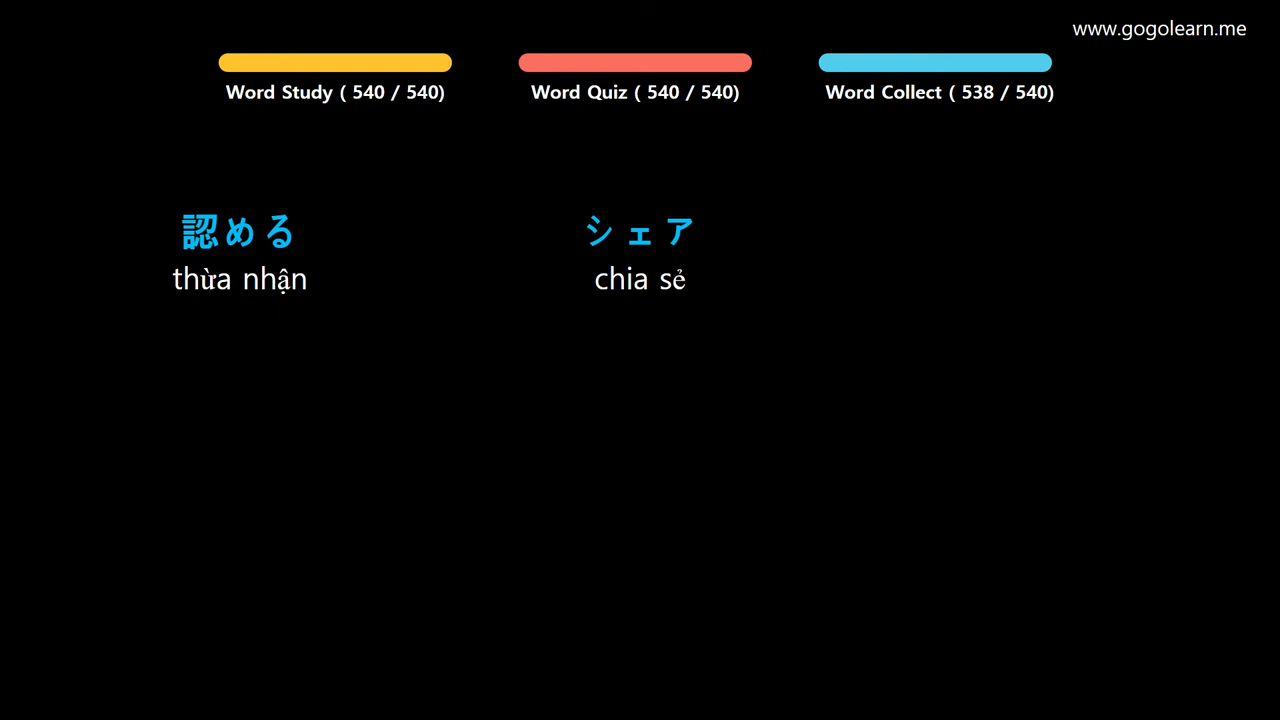 www.gogolearn.me
Word Study ( 540 / 540)
Word Quiz ( 540 / 540)
Word Collect ( 538 / 540)
認める
thừa nhận
シェア
chia sẻ